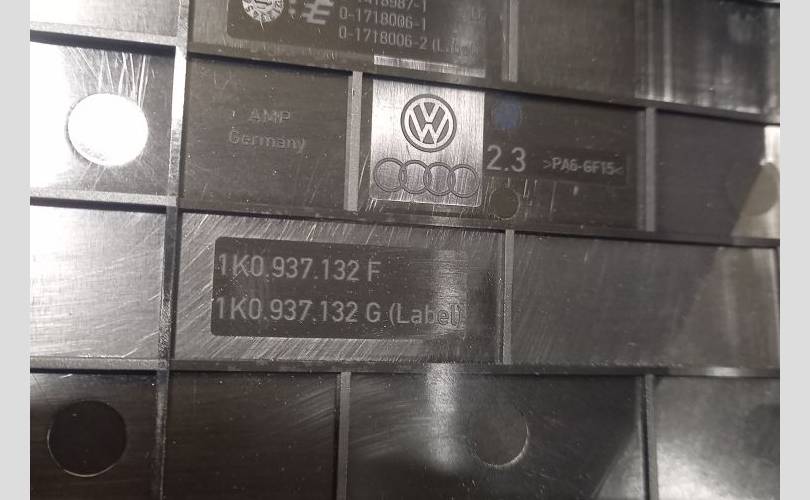 0-1718006-1
0-1718006-2 (Label)
AMP
Germany
2.3 >PA6-GF15<
1K0.937.132 F
1K0.937.132 G (Label)